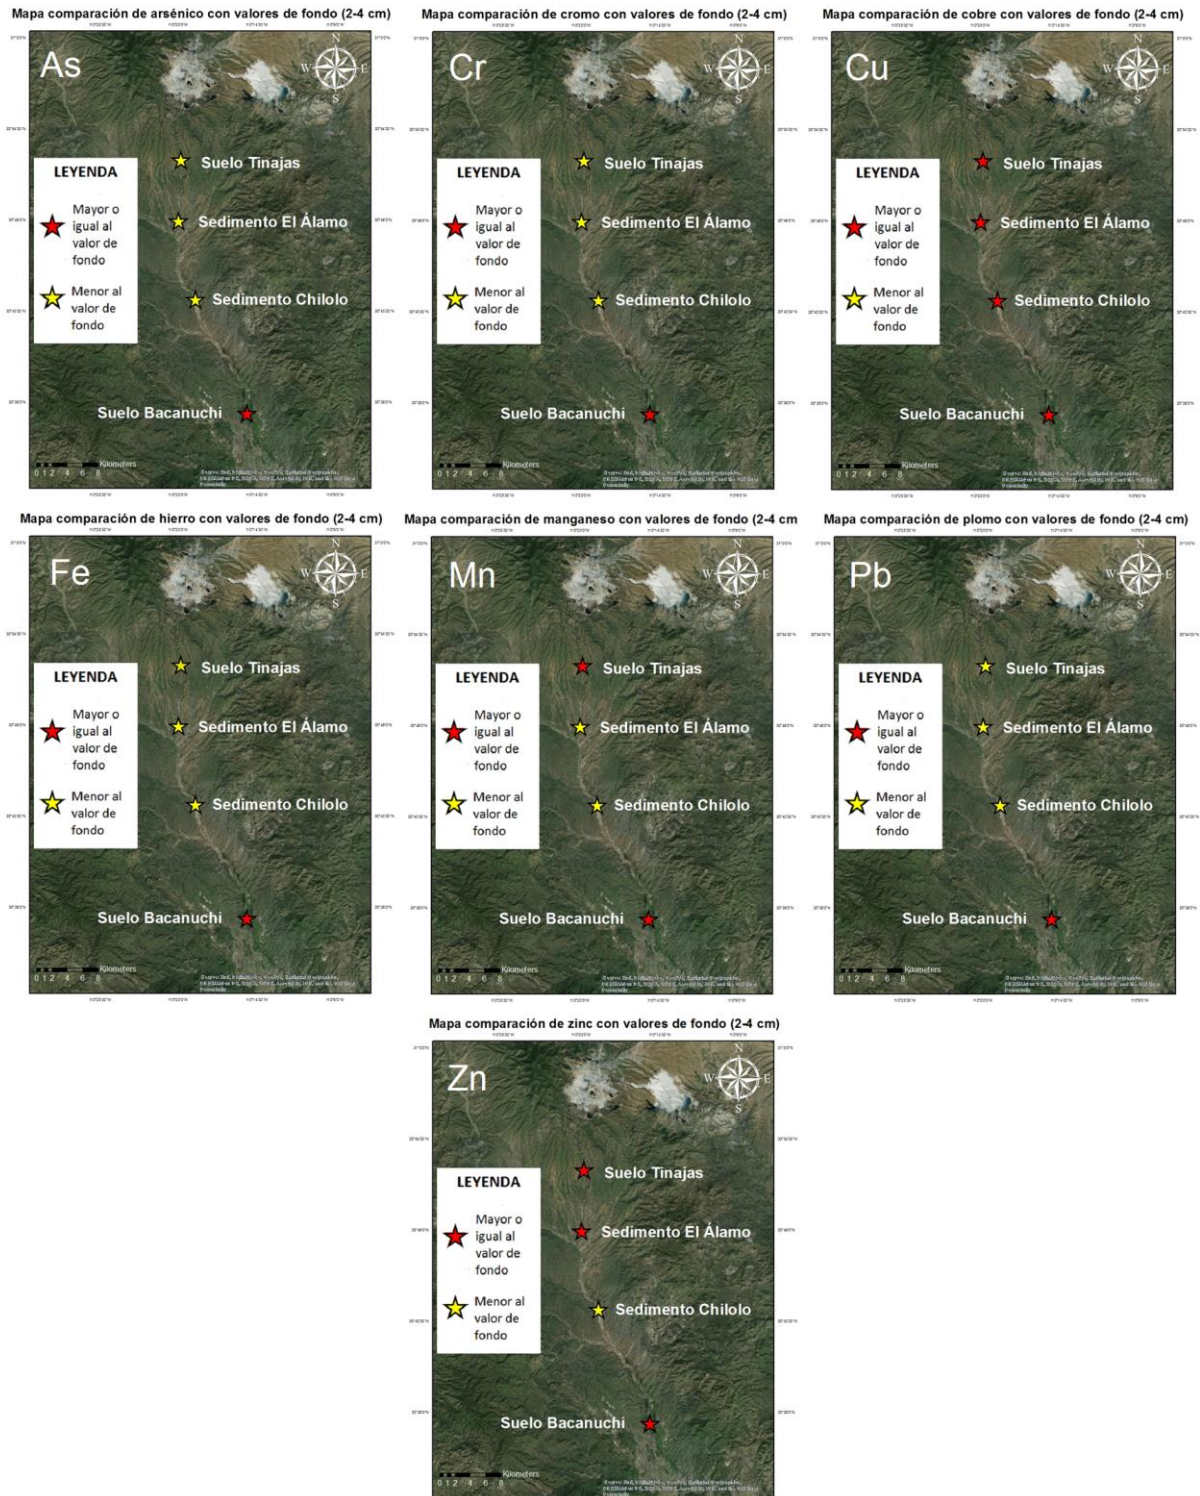 Mapa comparación de arsénico con valores de fondo (2-4 cm)
As
N
W E
S
Suelo Tinajas
LEYENDA
Mayor o
igual al
valor de
fondo
Sedimento El Álamo
Menor al
valor de
fondo
Sedimento Chilolo
Suelo Bacanuchi
Kilometers
0 1 2 4 6 8
Mapa comparación de cromo con valores de fondo (2-4 cm)
Cr
N
W E
S
Suelo Tinajas
LEYENDA
Mayor o
igual al
valor de
fondo
Sedimento El Álamo
Menor al
valor de
fondo
Sedimento Chilolo
Suelo Bacanuchi
Kilometers
0 1 2 4 6 8
Mapa comparación de cobre con valores de fondo (2-4 cm)
Cu
N
W E
S
Suelo Tinajas
LEYENDA
Mayor o
igual al
valor de
fondo
Sedimento El Álamo
Menor al
valor de
fondo
Sedimento Chilolo
Suelo Bacanuchi
Kilometers
0 1 2 4 6 8
Mapa comparación de hierro con valores de fondo (2-4 cm)
Fe
N
W E
S
Suelo Tinajas
LEYENDA
Mayor o
igual al
valor de
fondo
Sedimento El Álamo
Menor al
valor de
fondo
Sedimento Chilolo
Suelo Bacanuchi
Kilometers
0 1 2 4 6 8
Mapa comparación de manganeso con valores de fondo (2-4 cm
Mn
N
W E
S
Suelo Tinajas
LEYENDA
Mayor o
igual al
valor de
fondo
Sedimento El Álamo
Menor al
valor de
fondo
Sedimento Chilolo
Suelo Bacanuchi
Kilometers
0 1 2 4 6 8
Mapa comparación de plomo con valores de fondo (2-4 cm)
Pb
N
W E
S
Suelo Tinajas
LEYENDA
Mayor o
igual al
valor de
fondo
Sedimento El Álamo
Menor al
valor de
fondo
Sedimento Chilolo
Suelo Bacanuchi
Kilometers
0 1 2 4 6 8
Mapa comparación de zinc con valores de fondo (2-4 cm)
Zn
N
W E
S
Suelo Tinajas
LEYENDA
Mayor o
igual al
valor de
fondo
Sedimento El Álamo
Menor al
valor de
fondo
Sedimento Chilolo
Suelo Bacanuchi
Kilometers
0 1 2 4 6 8